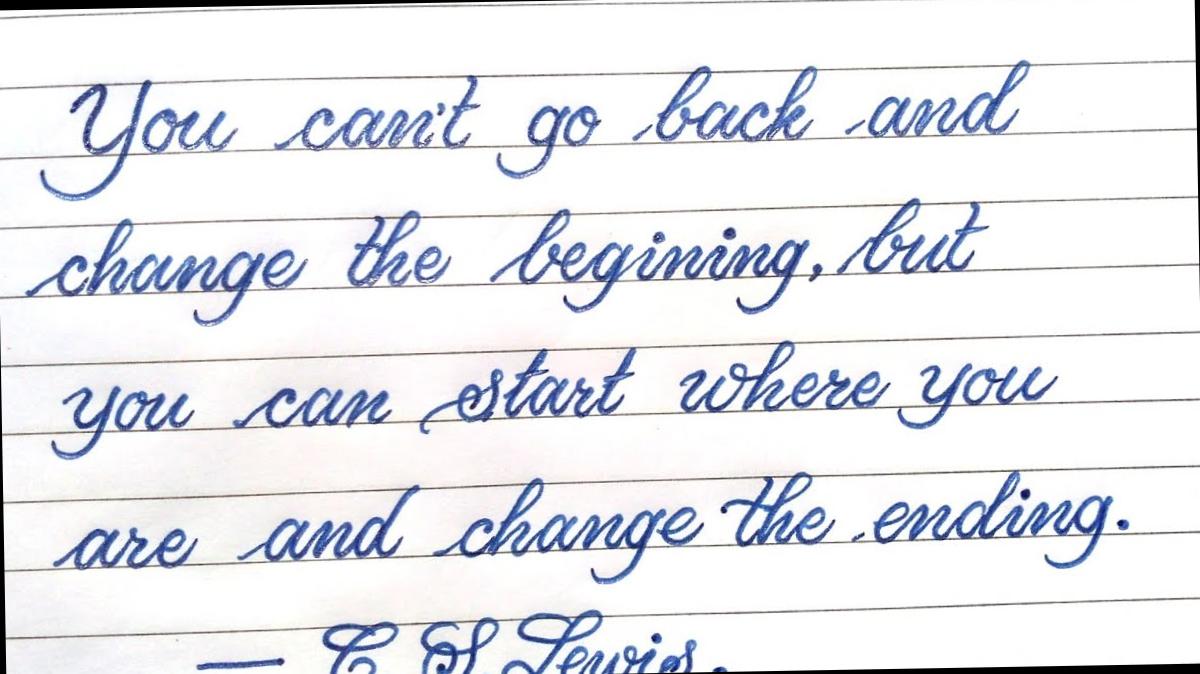 You can't go back and
change the begining, but
you can start where you
are and change the ending.
— C S Lewis.